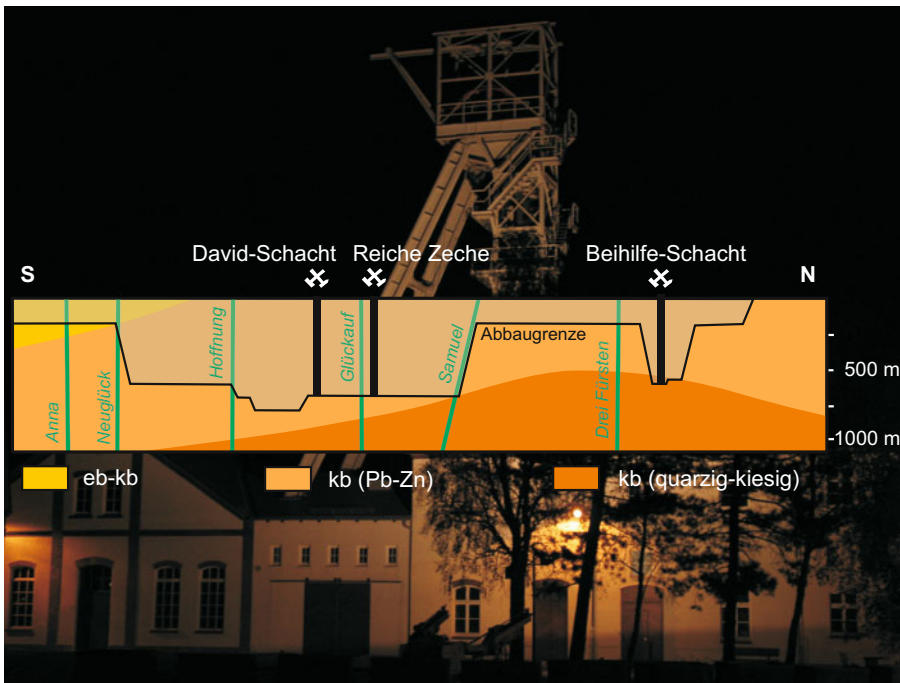 David-Schacht
Reiche Zeche
Beihilfe-Schacht
S
N
Anna
Neuglück
Hoffnung
Glückauf
Samuel
Abbaugrenze
Drei Fürsten
- 500 m
-1000 m
eb-kb
kb (Pb-Zn)
kb (quarzig-kiesig)